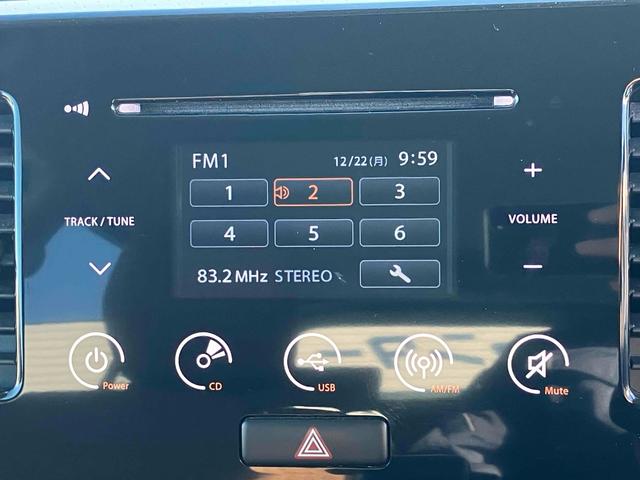 FM1 12/22(月) 9:59
1 2 3
TRACK / TUNE
VOLUME
4 5 6
83.2 MHz STEREO
Power
CD
USB
AM/FM
Mute